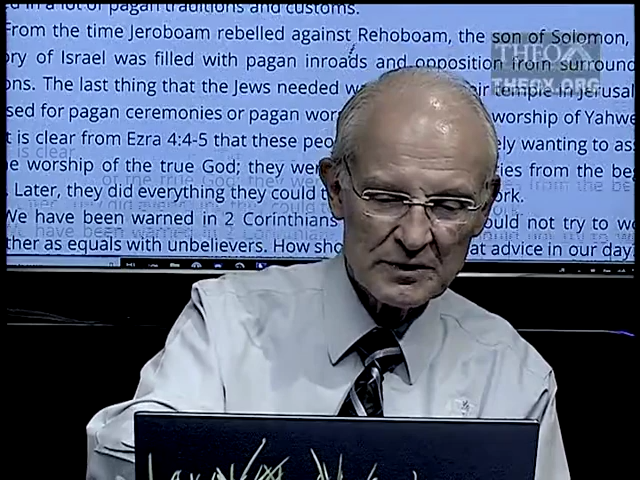 ed in a lot of pagan traditions and customs.
From the time Jeroboam rebelled against Rehoboam, the son of Solomon,
ory of Israel was filled with pagan inroads and opposition from surround
ons. The last thing that the Jews needed temple in Jerusal
sed for pagan ceremonies or pagan wor worship of Yahwe
t is clear from Ezra 4:4-5 that these peo ely wanting to ass
e worship of the true God; they wer ies from the beg
. Later, they did everything they could rk.
We have been warned in 2 Corinthians ould not try to wo
ther as equals with unbelievers. How sho at advice in our day
THEOX
THEOX.ORG